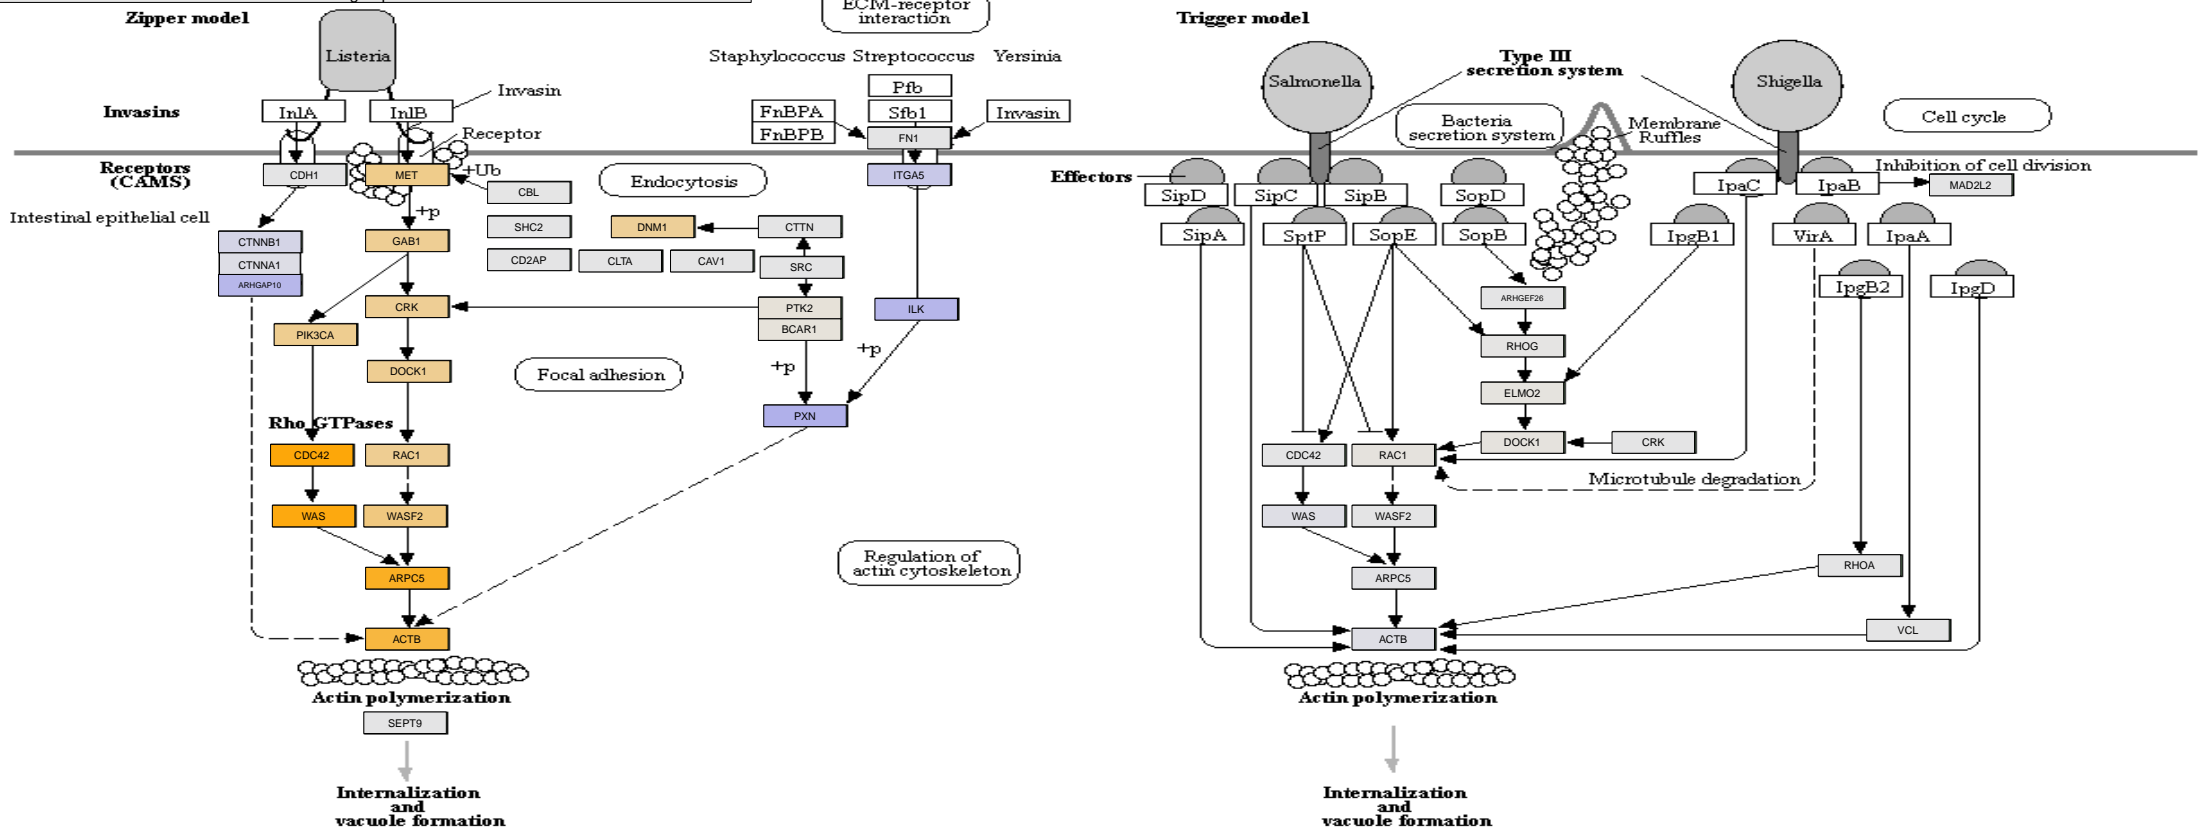 Zipper model
ECM-receptor
interaction
Trigger model
Listeria
Staphylococcus Streptococcus Yersinia
Salmonella
Type III
secretion system
Shigella
Invasins
InlA
InlB
Invasin
Receptor
Pfb
FnBPA
Sfb1
Invasin
FnBPB
FN1
Bacteria
secretion system
Membrane
Ruffles
Cell cycle
Receptors
(CAMS)
CDH1
MET
+Ub
CBL
Endocytosis
ITGA5
Effectors
SipD
SipC
SipB
SopD
IpaC
IpaB
Inhibition of cell division
MAD2L2
Intestinal epithelial cell
+p
SHC2
DNM1
CTTN
SipA
SptP
SopE
SopB
IpgB1
VirA
IpaA
CTNNB1
GAB1
CTNNA1
CD2AP
CLTA
CAV1
SRC
ARHGAP10
IpgB2
IpgD
ARHGEF26
CRK
PTK2
ILK
PIK3CA
BCAR1
RHOG
+p
+p
DOCK1
Focal adhesion
ELMO2
PXN
Rho GTPases
CDC42
RAC1
CDC42
RAC1
DOCK1
CRK
Microtubule degradation
WAS
WASF2
WAS
WASF2
Regulation of
actin cytoskeleton
RHOA
ARPC5
ARPC5
ACTB
ACTB
VCL
Actin polymerization
Actin polymerization
SEPT9
Internalization
and
vacuole formation
Internalization
and
vacuole formation